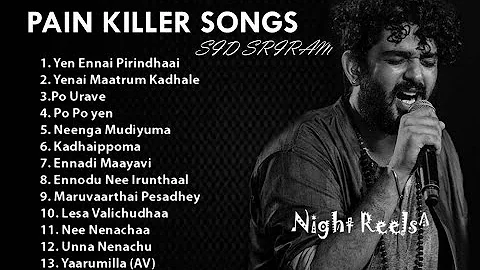 PAIN KILLER SONGS
SID SRIRAM
1. Yen Ennai Pirindhaai
2. Yenai Maatrum Kadhale
3.Po Urave
4. Po Po yen
5. Neenga Mudiyuma
6. Kadhaippoma
7. Ennadi Maayavi
8. Ennodu Nee Irunthaal
9. Maruvaarthai Pesadhey
10. Lesa Valichudhaa
11. Nee Nenachaa
12. Unna Nenachu
13. Yaarumilla (AV)
Night Reels^